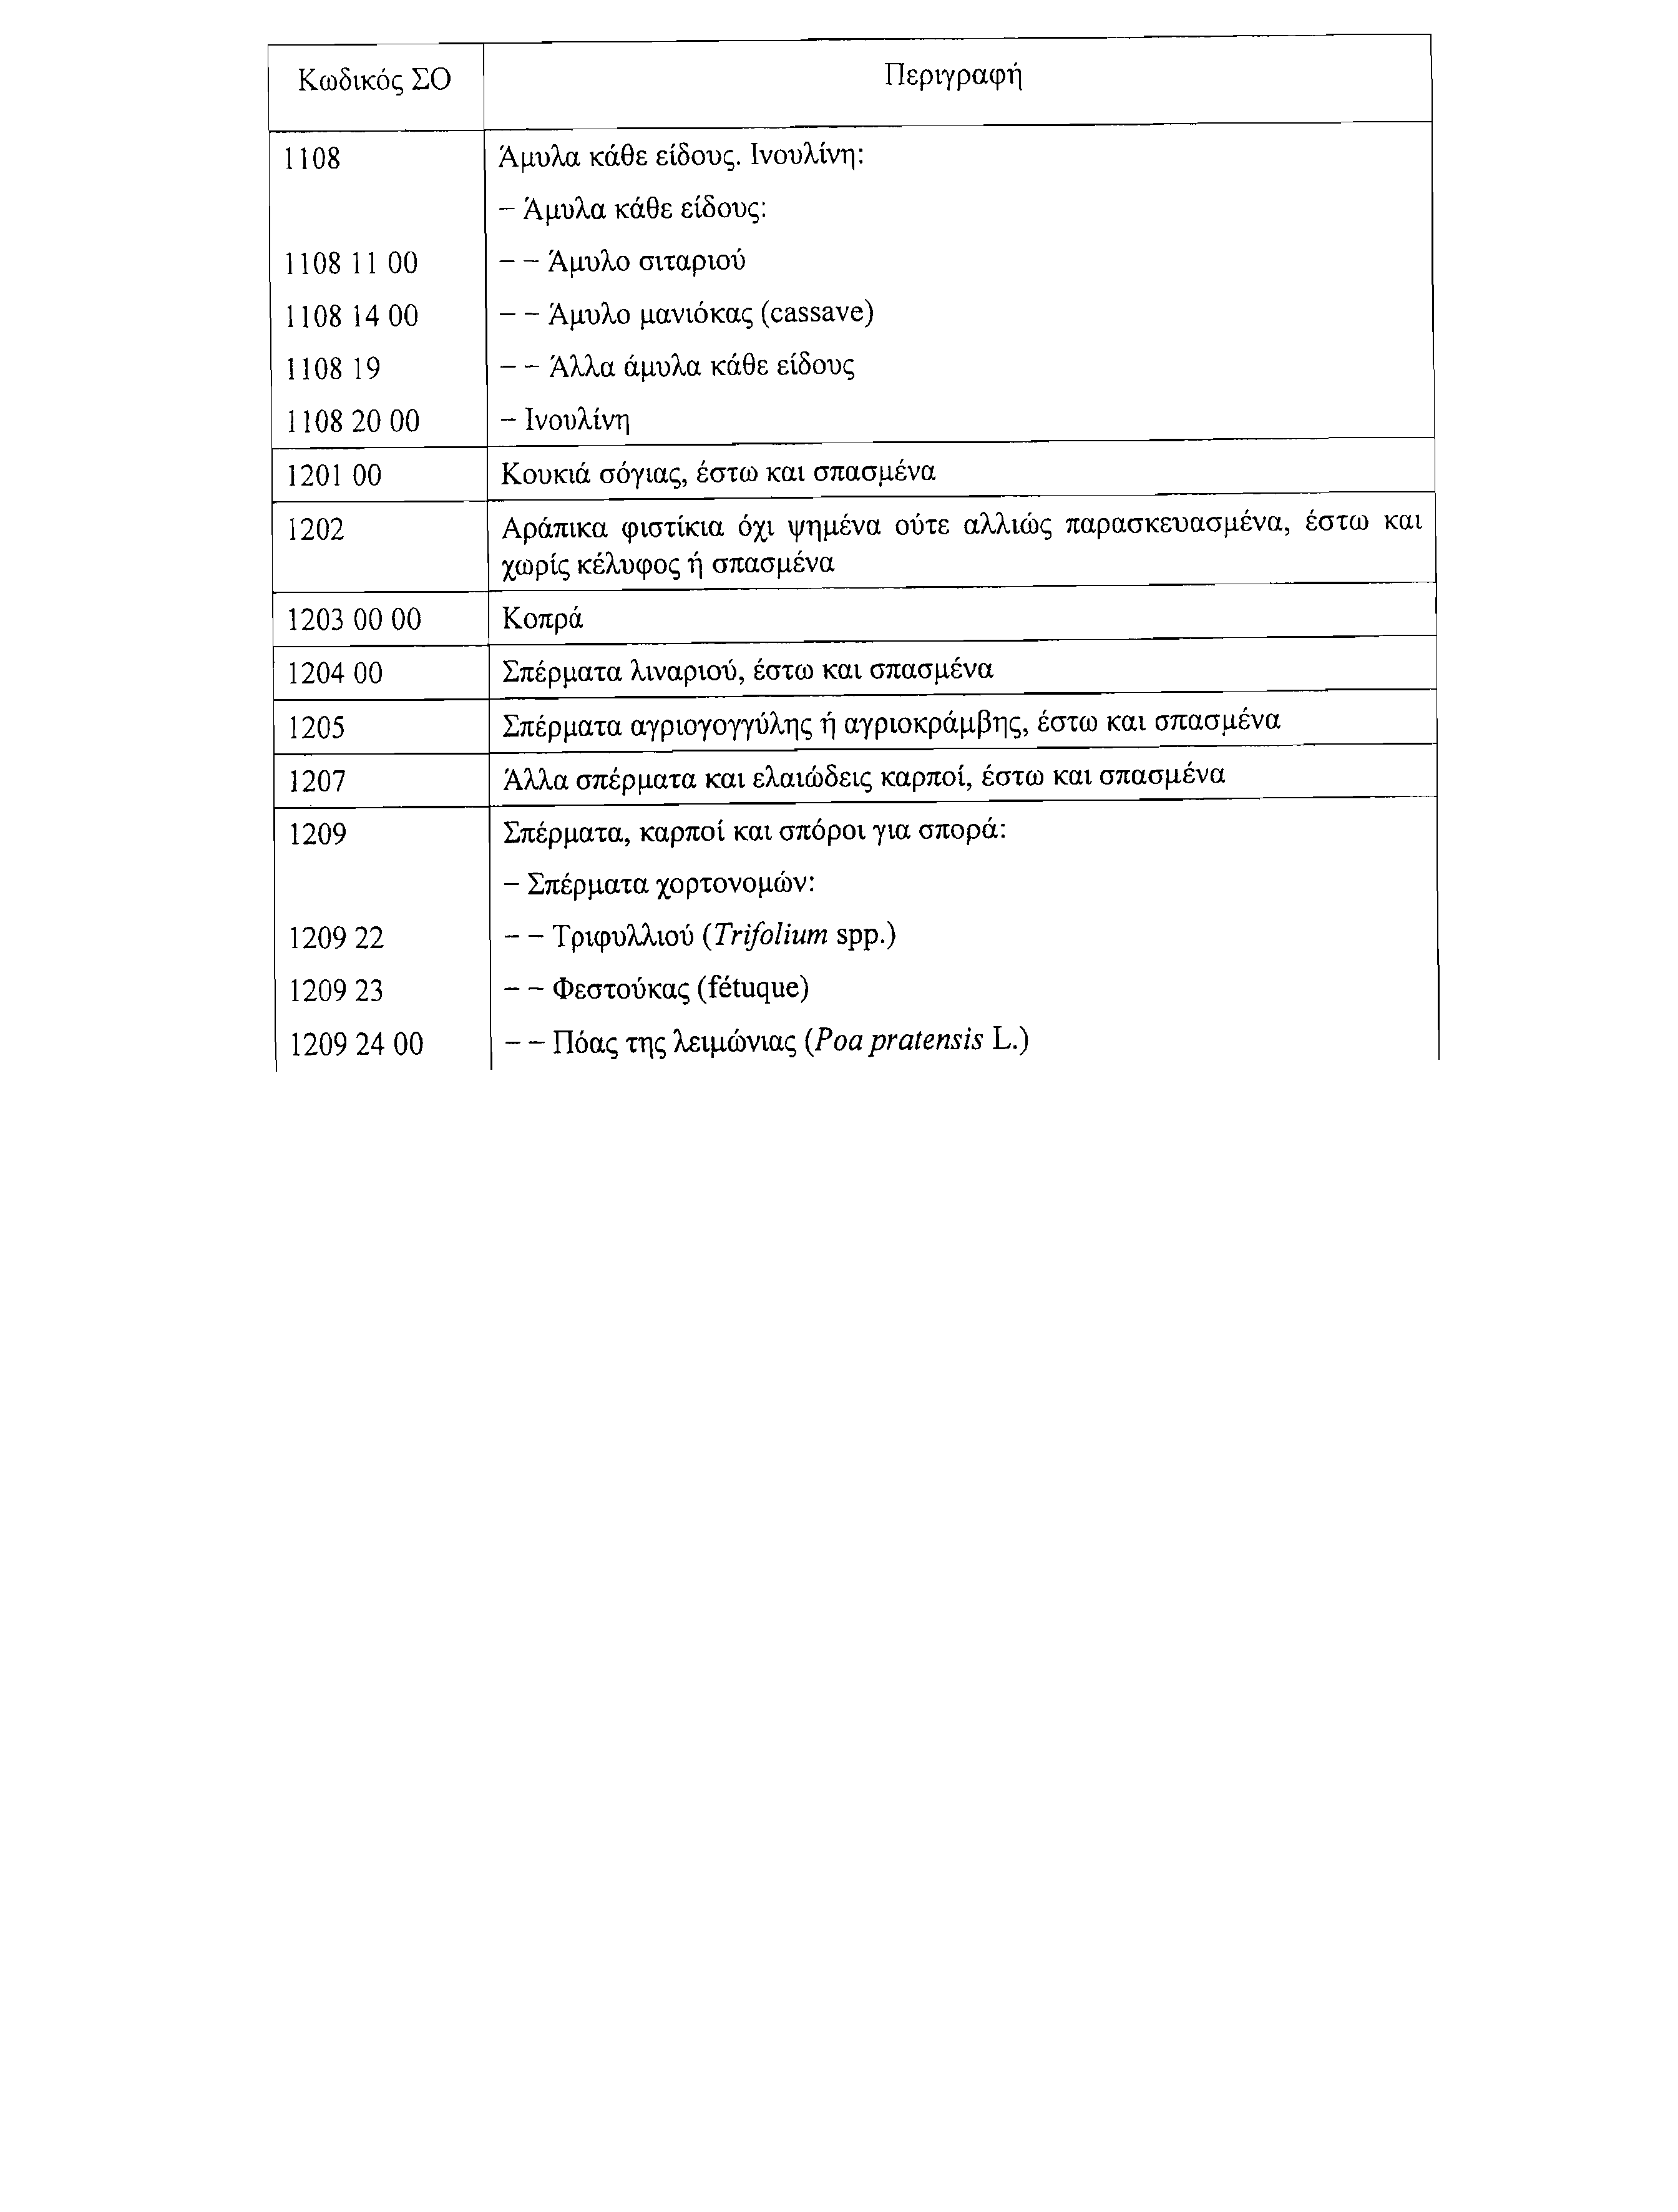 Κωδικός ΣΟ Περιγραφή
1108 Άμυλα κάθε είδους. Ινουλίνη:
– Άμυλα κάθε είδους:
1108 11 00 – – Άμυλο σιταριού
1108 14 00 – – Άμυλο μανιόκας (cassave)
1108 19 – – Άλλα άμυλα κάθε είδους
1108 20 00 – Ινουλίνη
1201 00 Κουκιά σόγιας, έστω και σπασμένα
1202 Αράπικα φιστίκια όχι ψημένα ούτε αλλιώς παρασκευασμένα, έστω και
χωρίς κέλυφος ή σπασμένα
1203 00 00 Κοπρά
1204 00 Σπέρματα λιναριού, έστω και σπασμένα
1205 Σπέρματα αγριογογγύλης ή αγριοκράμβης, έστω και σπασμένα
1207 Άλλα σπέρματα και ελαιώδεις καρποί, έστω και σπασμένα
1209 Σπέρματα, καρποί και σπόροι για σπορά:
– Σπέρματα χορτονομών:
1209 22 – – Τριφυλλιού (Trifolium spp.)
1209 23 – – Φεστούκας (fétuque)
1209 24 00 – – Πόας της λειμώνιας (Poa pratensis L.)